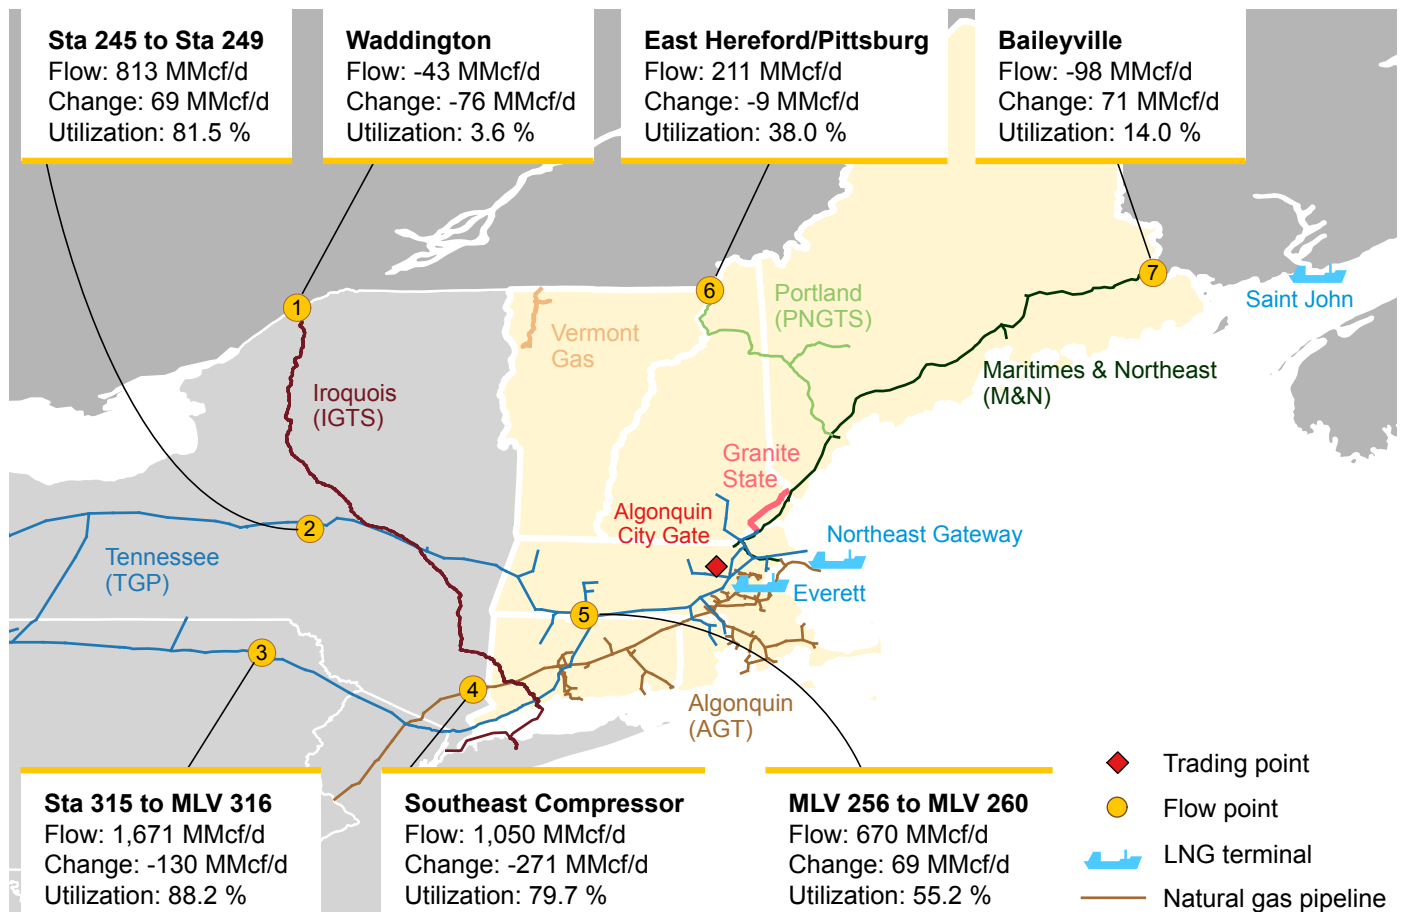 Sta 245 to Sta 249
Flow: 813 MMcf/d
Change: 69 MMcf/d
Utilization: 81.5 %
Waddington
Flow: -43 MMcf/d
Change: -76 MMcf/d
Utilization: 3.6 %
East Hereford/Pittsburg
Flow: 211 MMcf/d
Change: -9 MMcf/d
Utilization: 38.0 %
Baileyville
Flow: -98 MMcf/d
Change: 71 MMcf/d
Utilization: 14.0 %
7
6
1
Portland
(PNGTS)
Saint John
Vermont
Gas
Maritimes & Northeast
(M&N)
Iroquois
(IGTS)
Granite
State
Algonquin
City Gate
2
Northeast Gateway
Tennessee
(TGP)
Everett
5
3
4
Algonquin
(AGT)
Sta 315 to MLV 316
Flow: 1,671 MMcf/d
Change: -130 MMcf/d
Utilization: 88.2 %
Southeast Compressor
Flow: 1,050 MMcf/d
Change: -271 MMcf/d
Utilization: 79.7 %
MLV 256 to MLV 260
Flow: 670 MMcf/d
Change: 69 MMcf/d
Utilization: 55.2 %
Trading point
Flow point
LNG terminal
Natural gas pipeline